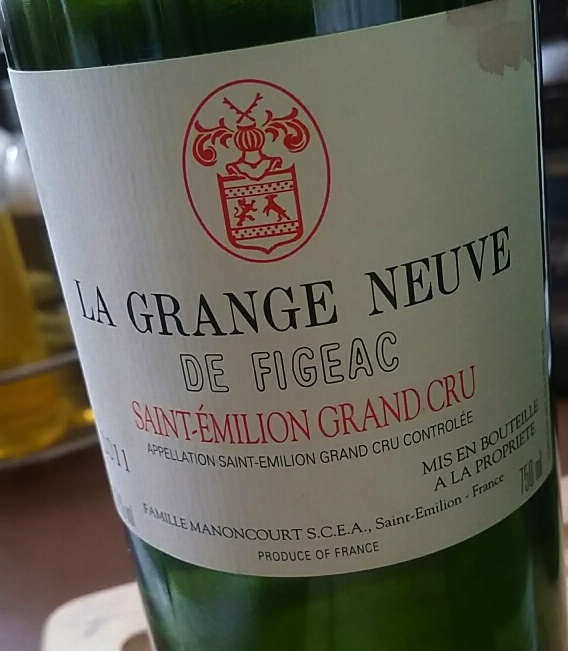 LA GRANGE NEUVE
DE FIGEAC
SAINT-ÉMILION GRAND CRU
APPELLATION SAINT-EMILION GRAND CRU CONTROLÉE
2011
MIS EN BOUTEILLE
A LA PROPRIETE
750 ml
FAMILLE MANONCOURT S.C.E.A., Saint-Emilion - France
PRODUCE OF FRANCE